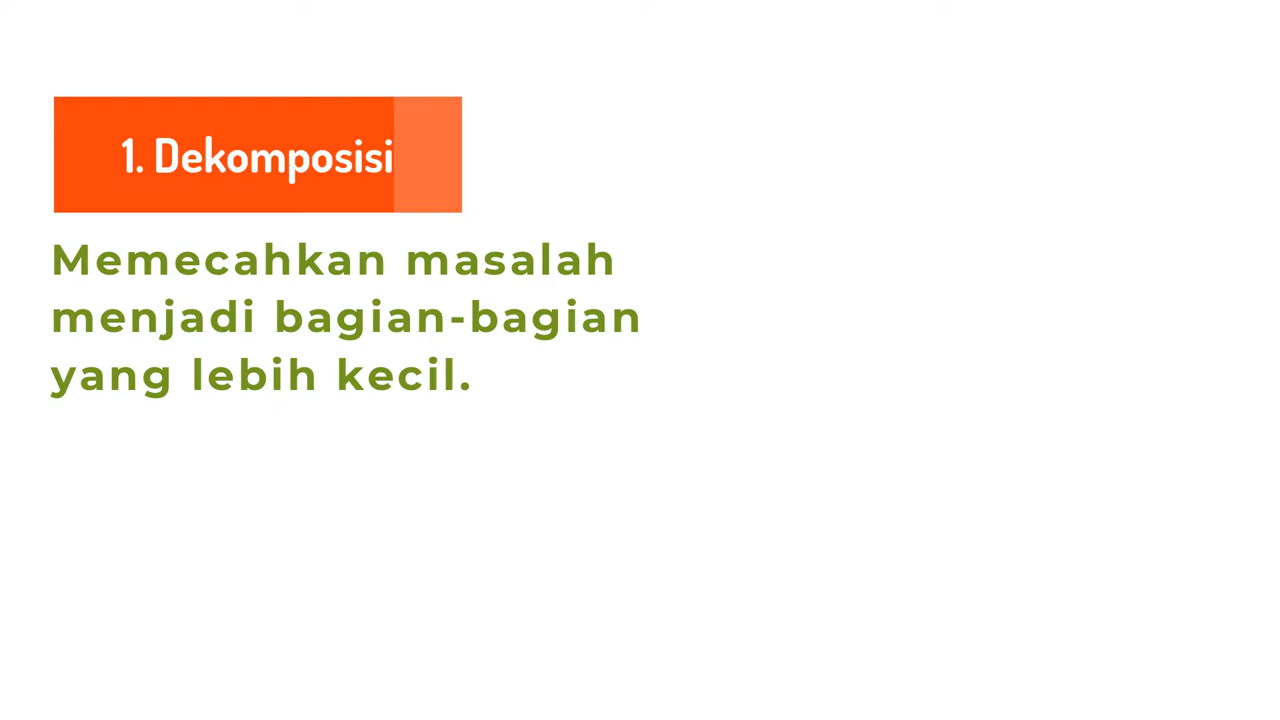 1. Dekomposisi
Memecahkan masalah
menjadi bagian-bagian
yang lebih kecil.